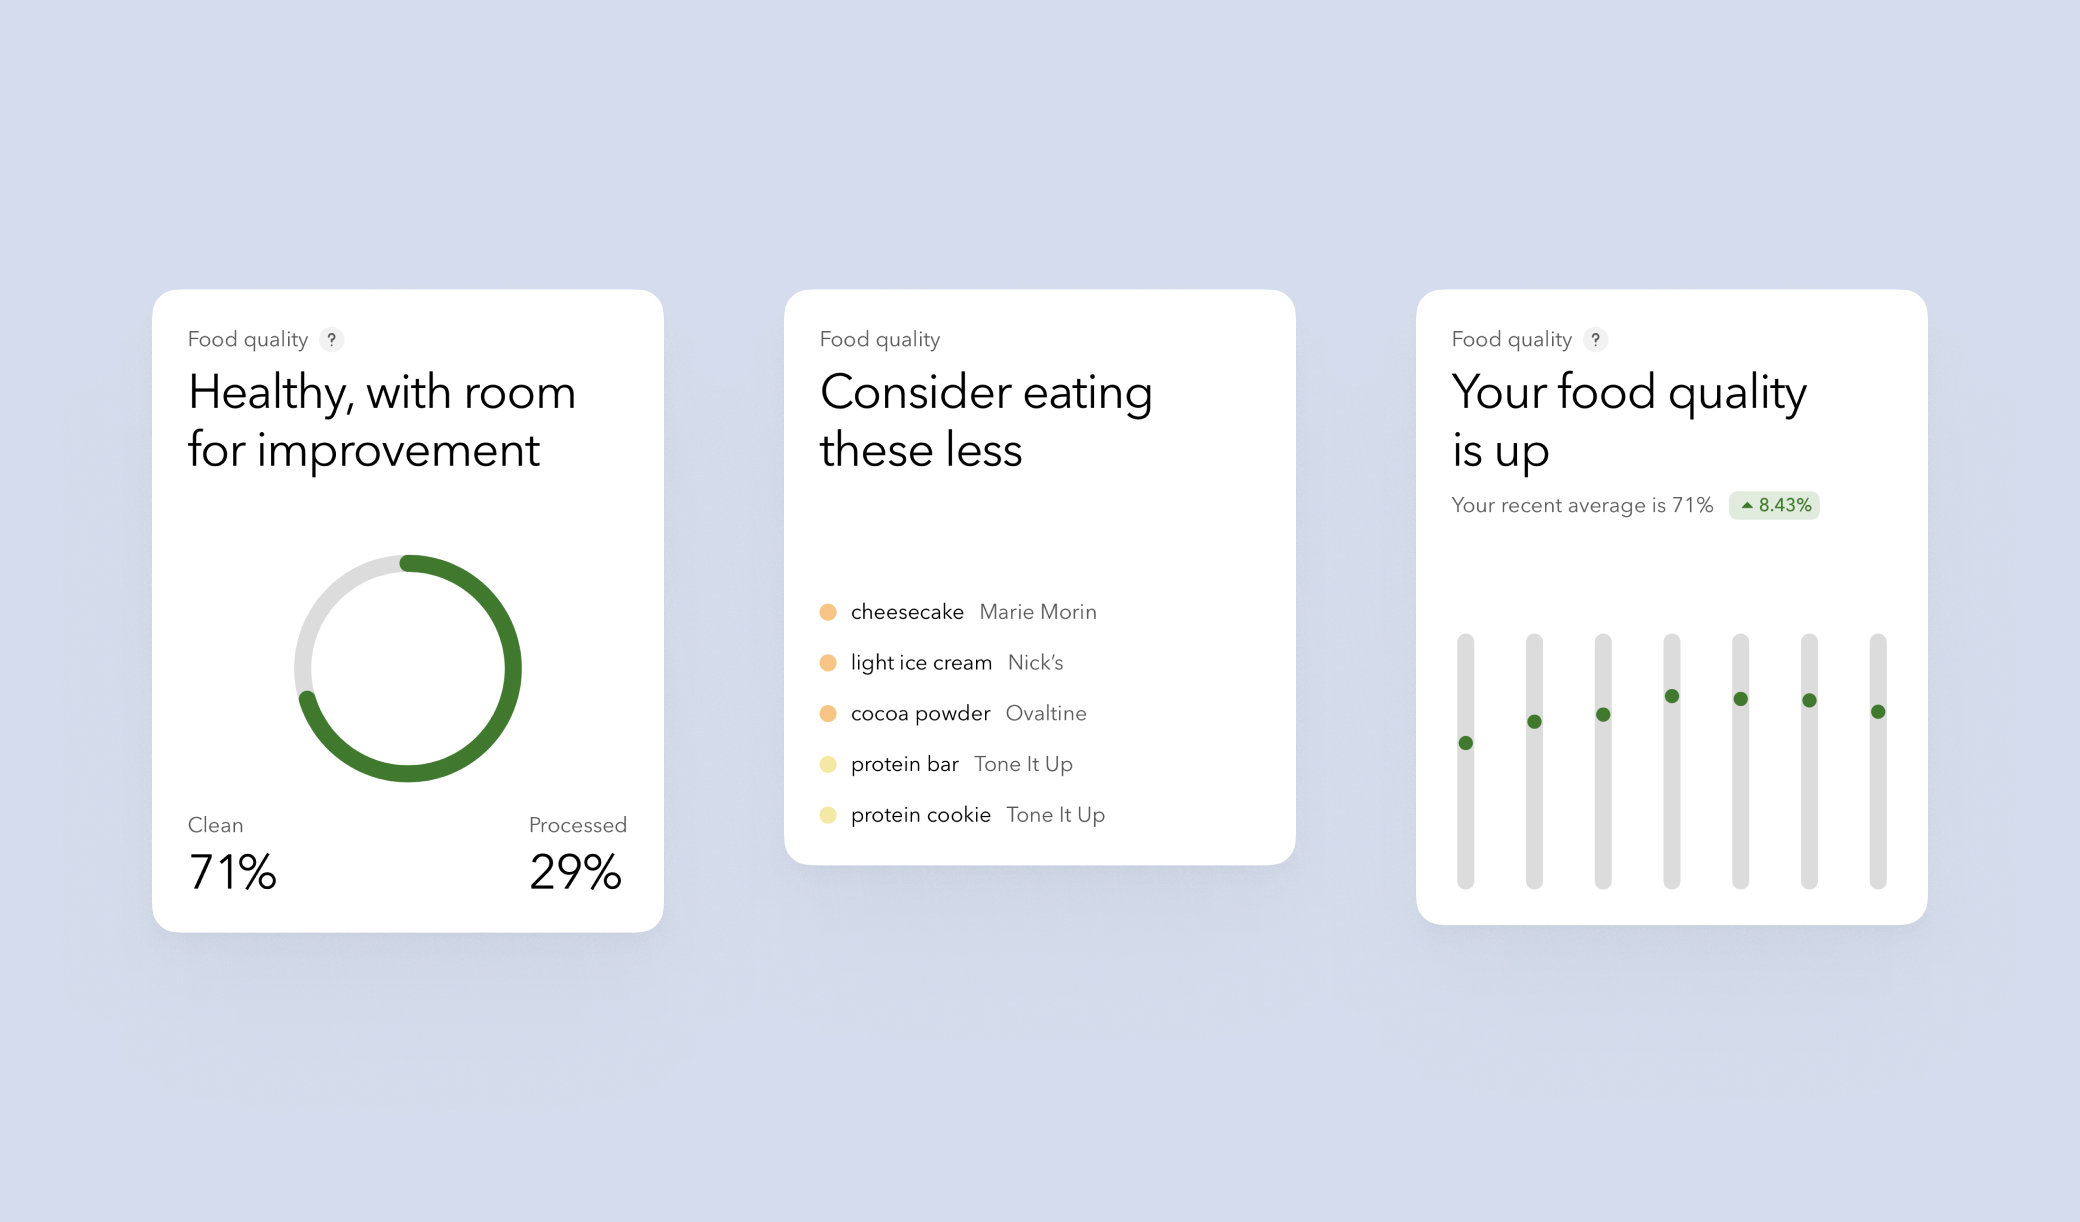 Food quality ?
Healthy, with room
for improvement
Clean
Processed
71%
29%
Food quality
Consider eating
these less
cheesecake Marie Morin
light ice cream Nick’s
cocoa powder Ovaltine
protein bar Tone It Up
protein cookie Tone It Up
Food quality ?
Your food quality
is up
Your recent average is 71% 8.43%